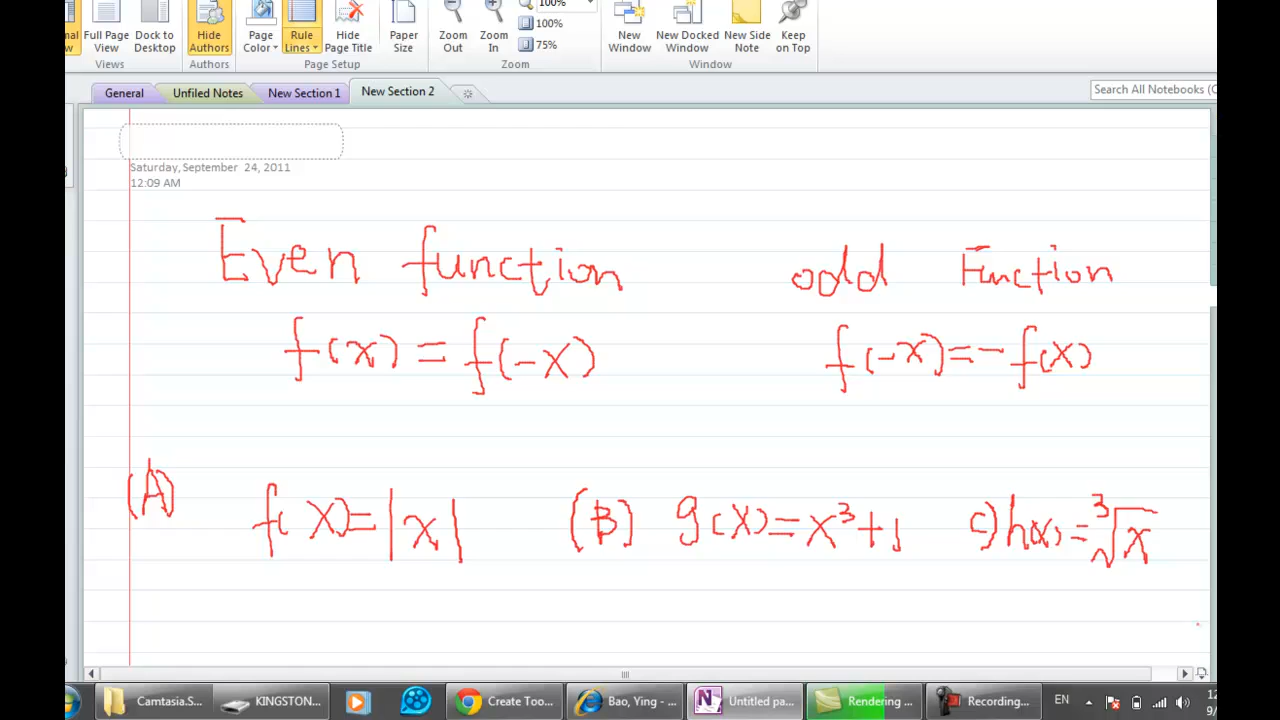 100%
Full Page View
Dock to Desktop
Hide Authors
Page Color
Rule Lines
Hide Page Title
Paper Size
Zoom Out
Zoom In
100%
75%
New Window
New Docked Window
New Side Note
Keep on Top
Views
Authors
Page Setup
Zoom
Window
General
Unfiled Notes
New Section 1
New Section 2
Search All Notebooks (C
Saturday, September 24, 2011
12:09 AM
Even function
odd Function
f(x) = f(-x)
f(-x) = - f(x)
(A) f(x) = |x| (B) g(x) = x³ + 1 c) h(x) = ∛x
Camtasia.S...
KINGSTON...
Create Too...
Bao, Ying - ...
Untitled pa...
Rendering ...
Recording...
EN